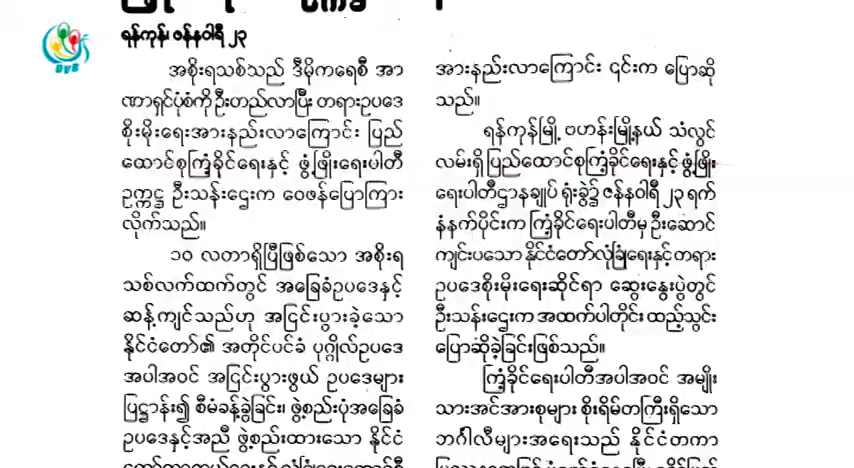 DVB
ရန်ကုန်၊ ဇန်နဝါရီ ၂၃
အစိုးရသစ်သည် ဒီမိုကရေစီ အာ
ဏာရှင်ပုံစံကို ဦးတည်လာပြီး တရားဥပဒေ
စိုးမိုးရေးအားနည်းလာကြောင်း ပြည်
ထောင်စုကြံ့ခိုင်ရေးနှင့် ဖွံ့ဖြိုးရေးပါတီ
ဥက္ကဋ္ဌ ဦးသန်းဌေးက ဝေဖန်ပြောကြား
လိုက်သည်။
၁၀ လတာရှိပြီဖြစ်သော အစိုးရ
သစ်လက်ထက်တွင် အခြေခံဥပဒေနှင့်
ဆန့်ကျင်သည်ဟု အငြင်းပွားခဲ့သော
နိုင်ငံတော်၏ အတိုင်ပင်ခံ ပုဂ္ဂိုလ်ဥပဒေ
အပါအဝင် အငြင်းပွားဖွယ် ဥပဒေများ
ပြဋ္ဌာန်း၍ စီမံခန့်ခွဲခြင်း၊ ဖွဲ့စည်းပုံအခြေခံ
ဥပဒေနှင့်အညီ ဖွဲ့စည်းထားသော နိုင်ငံ
အားနည်းလာကြောင်း ၎င်းက ပြောဆို
သည်။
ရန်ကုန်မြို့ ဗဟန်းမြို့နယ် သံလွင်
လမ်းရှိ ပြည်ထောင်စုကြံ့ခိုင်ရေးနှင့် ဖွံ့ဖြိုး
ရေးပါတီဌာနချုပ် ရုံးခွဲ၌ ဇန်နဝါရီ ၂၃ ရက်
နံနက်ပိုင်းက ကြံ့ခိုင်ရေးပါတီမှ ဦးဆောင်
ကျင်းပသော နိုင်ငံတော်လုံခြုံရေးနှင့် တရား
ဥပဒေစိုးမိုးရေးဆိုင်ရာ ဆွေးနွေးပွဲတွင်
ဦးသန်းဌေးက အထက်ပါတိုင်း ထည့်သွင်း
ပြောဆိုခဲ့ခြင်းဖြစ်သည်။
ကြံ့ခိုင်ရေးပါတီအပါအဝင် အမျိုး
သားအင်အားစုများ စိုးရိမ်တကြီးရှိသော
ဘင်္ဂါလီများအရေးသည် နိုင်ငံတကာ